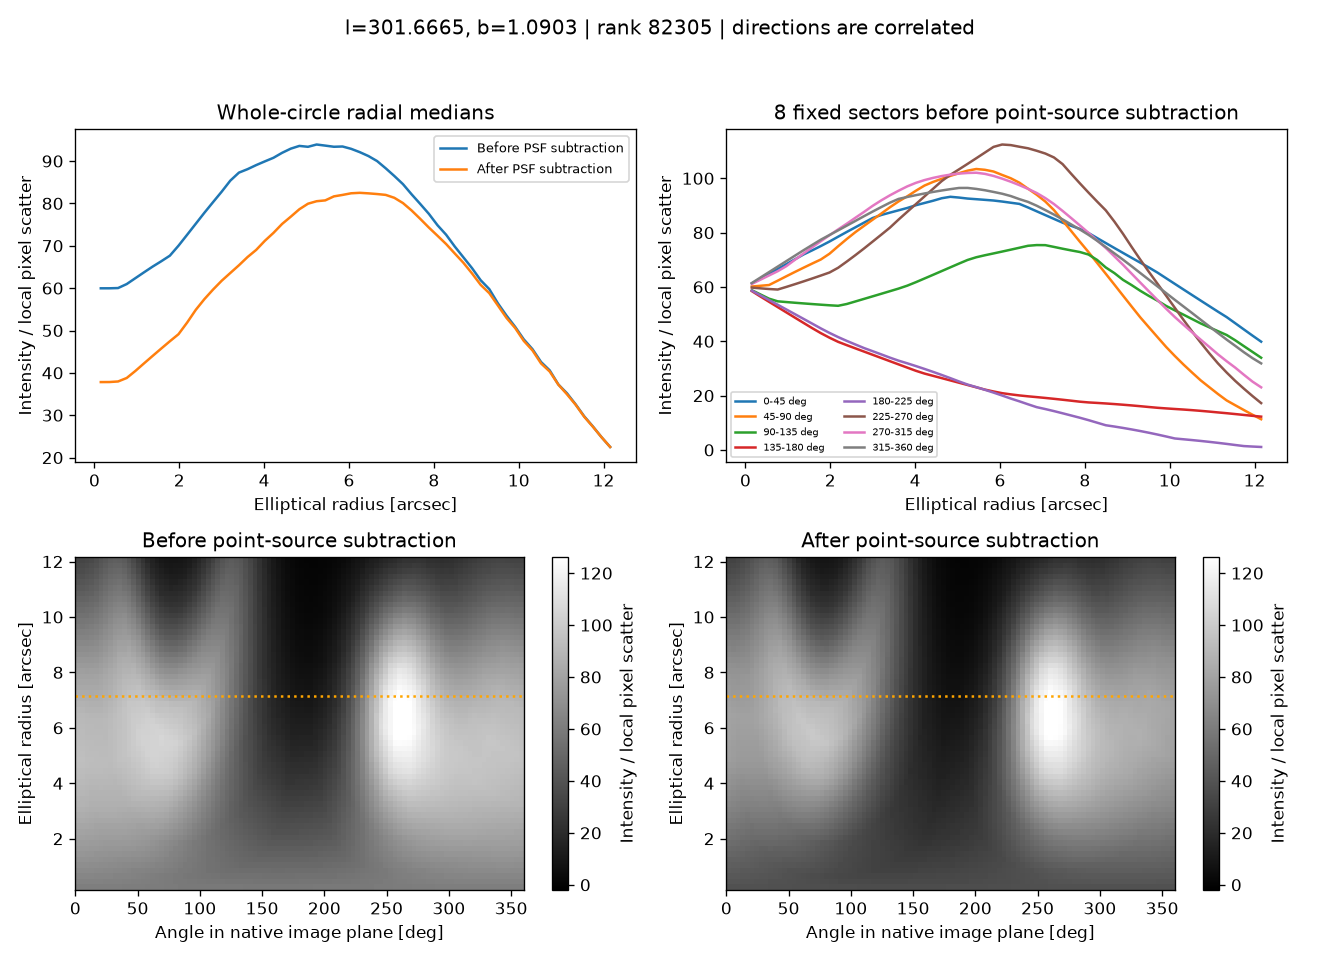 l=301.6665, b=1.0903 | rank 82305 | directions are correlated
Whole-circle radial medians
90
80
70
60
50
40
30
20
0
2
4
6
8
10
12
Intensity / local pixel scatter
Elliptical radius [arcsec]
Before PSF subtraction
After PSF subtraction
8 fixed sectors before point-source subtraction
100
80
60
40
20
0
0
2
4
6
8
10
12
Intensity / local pixel scatter
Elliptical radius [arcsec]
0-45 deg
45-90 deg
90-135 deg
135-180 deg
180-225 deg
225-270 deg
270-315 deg
315-360 deg
Before point-source subtraction
12
10
8
6
4
2
0
50
100
150
200
250
300
350
Elliptical radius [arcsec]
Angle in native image plane [deg]
120
100
80
60
40
20
0
Intensity / local pixel scatter
After point-source subtraction
12
10
8
6
4
2
0
50
100
150
200
250
300
350
Elliptical radius [arcsec]
Angle in native image plane [deg]
120
100
80
60
40
20
0
Intensity / local pixel scatter